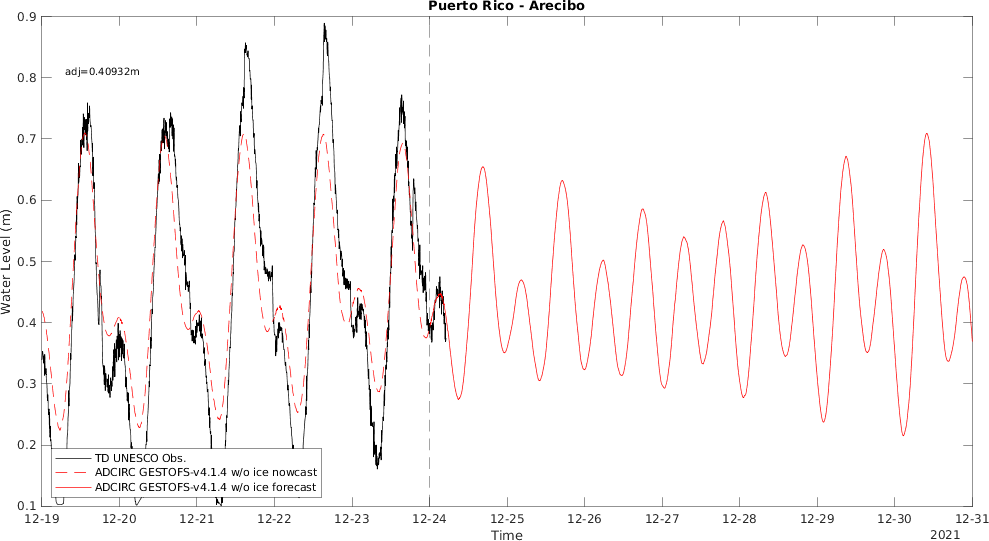 Puerto Rico - Arecibo
0.9
adj=0.40932m
0.8
0.7
0.6
0.5
0.4
0.3
0.2
0.1
Water Level (m)
TD UNESCO Obs.
ADCIRC GESTOFS-v4.1.4 w/o ice nowcast
ADCIRC GESTOFS-v4.1.4 w/o ice forecast
12-19 12-20 12-21 12-22 12-23 12-24 12-25 12-26 12-27 12-28 12-29 12-30 12-31
Time
2021